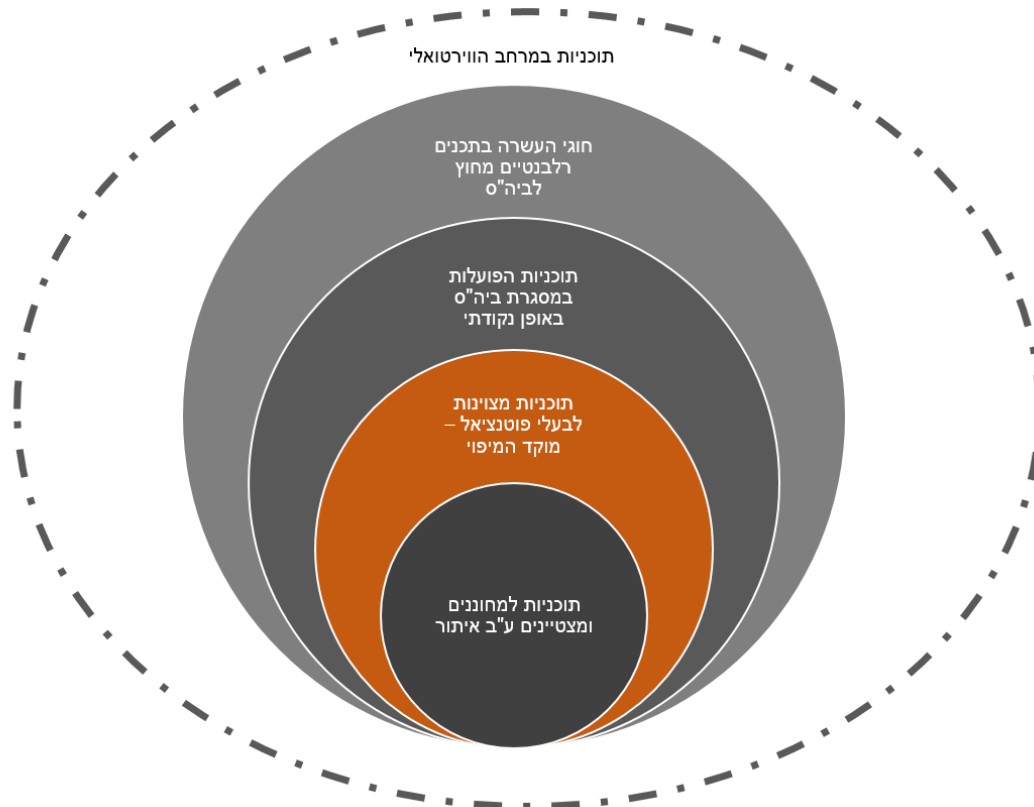 תוכניות במרחב הווירטואלי
חוגי העשרה בתכנים
רלבנטיים מחוץ
לביה"ס
תוכניות הפועלות
במסגרת ביה"ס
באופן נקודתי
תוכניות מצוינות
לבעלי פוטנציאל –
מוקד המיפוי
תוכניות למחוננים
ומצטיינים ע"ב איתור